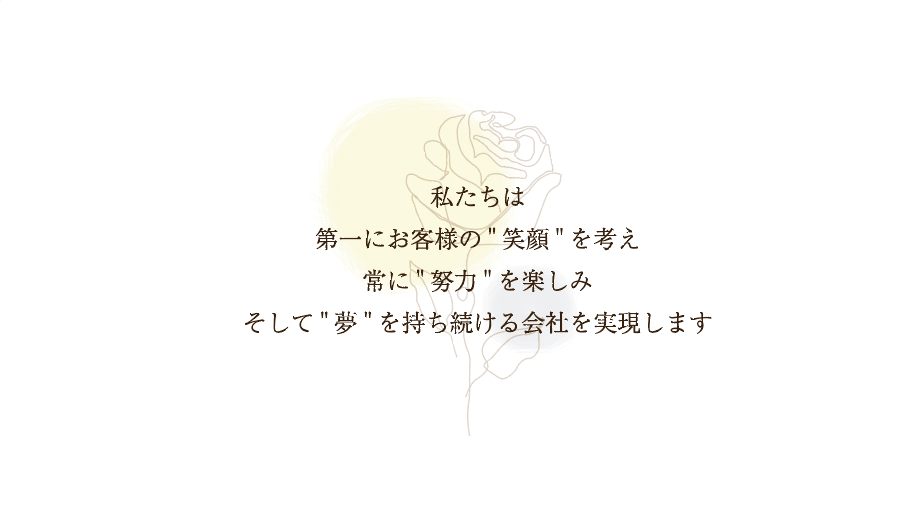 私たちは
第一にお客様の"笑顔"を考え
常に"努力"を楽しみ
そして"夢"を持ち続ける会社を実現します